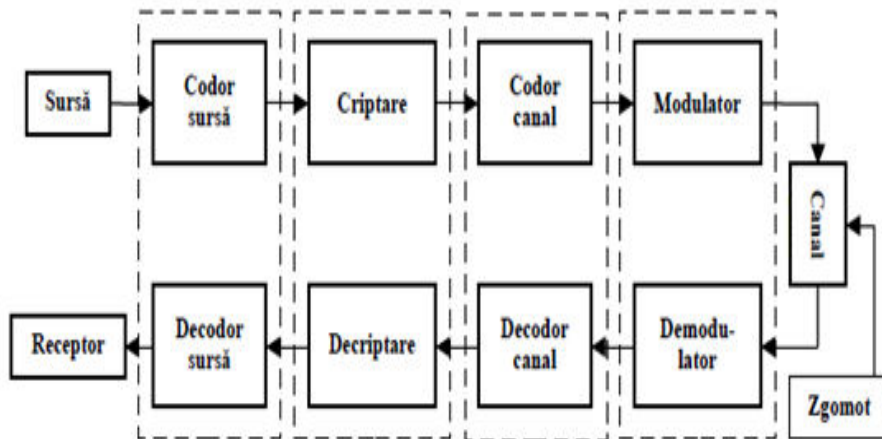 Sursă
Codor
sursă
Criptare
Codor
canal
Modulator
Canal
Receptor
Decodor
sursă
Decriptare
Decodor
canal
Demodu-
lator
Zgomot